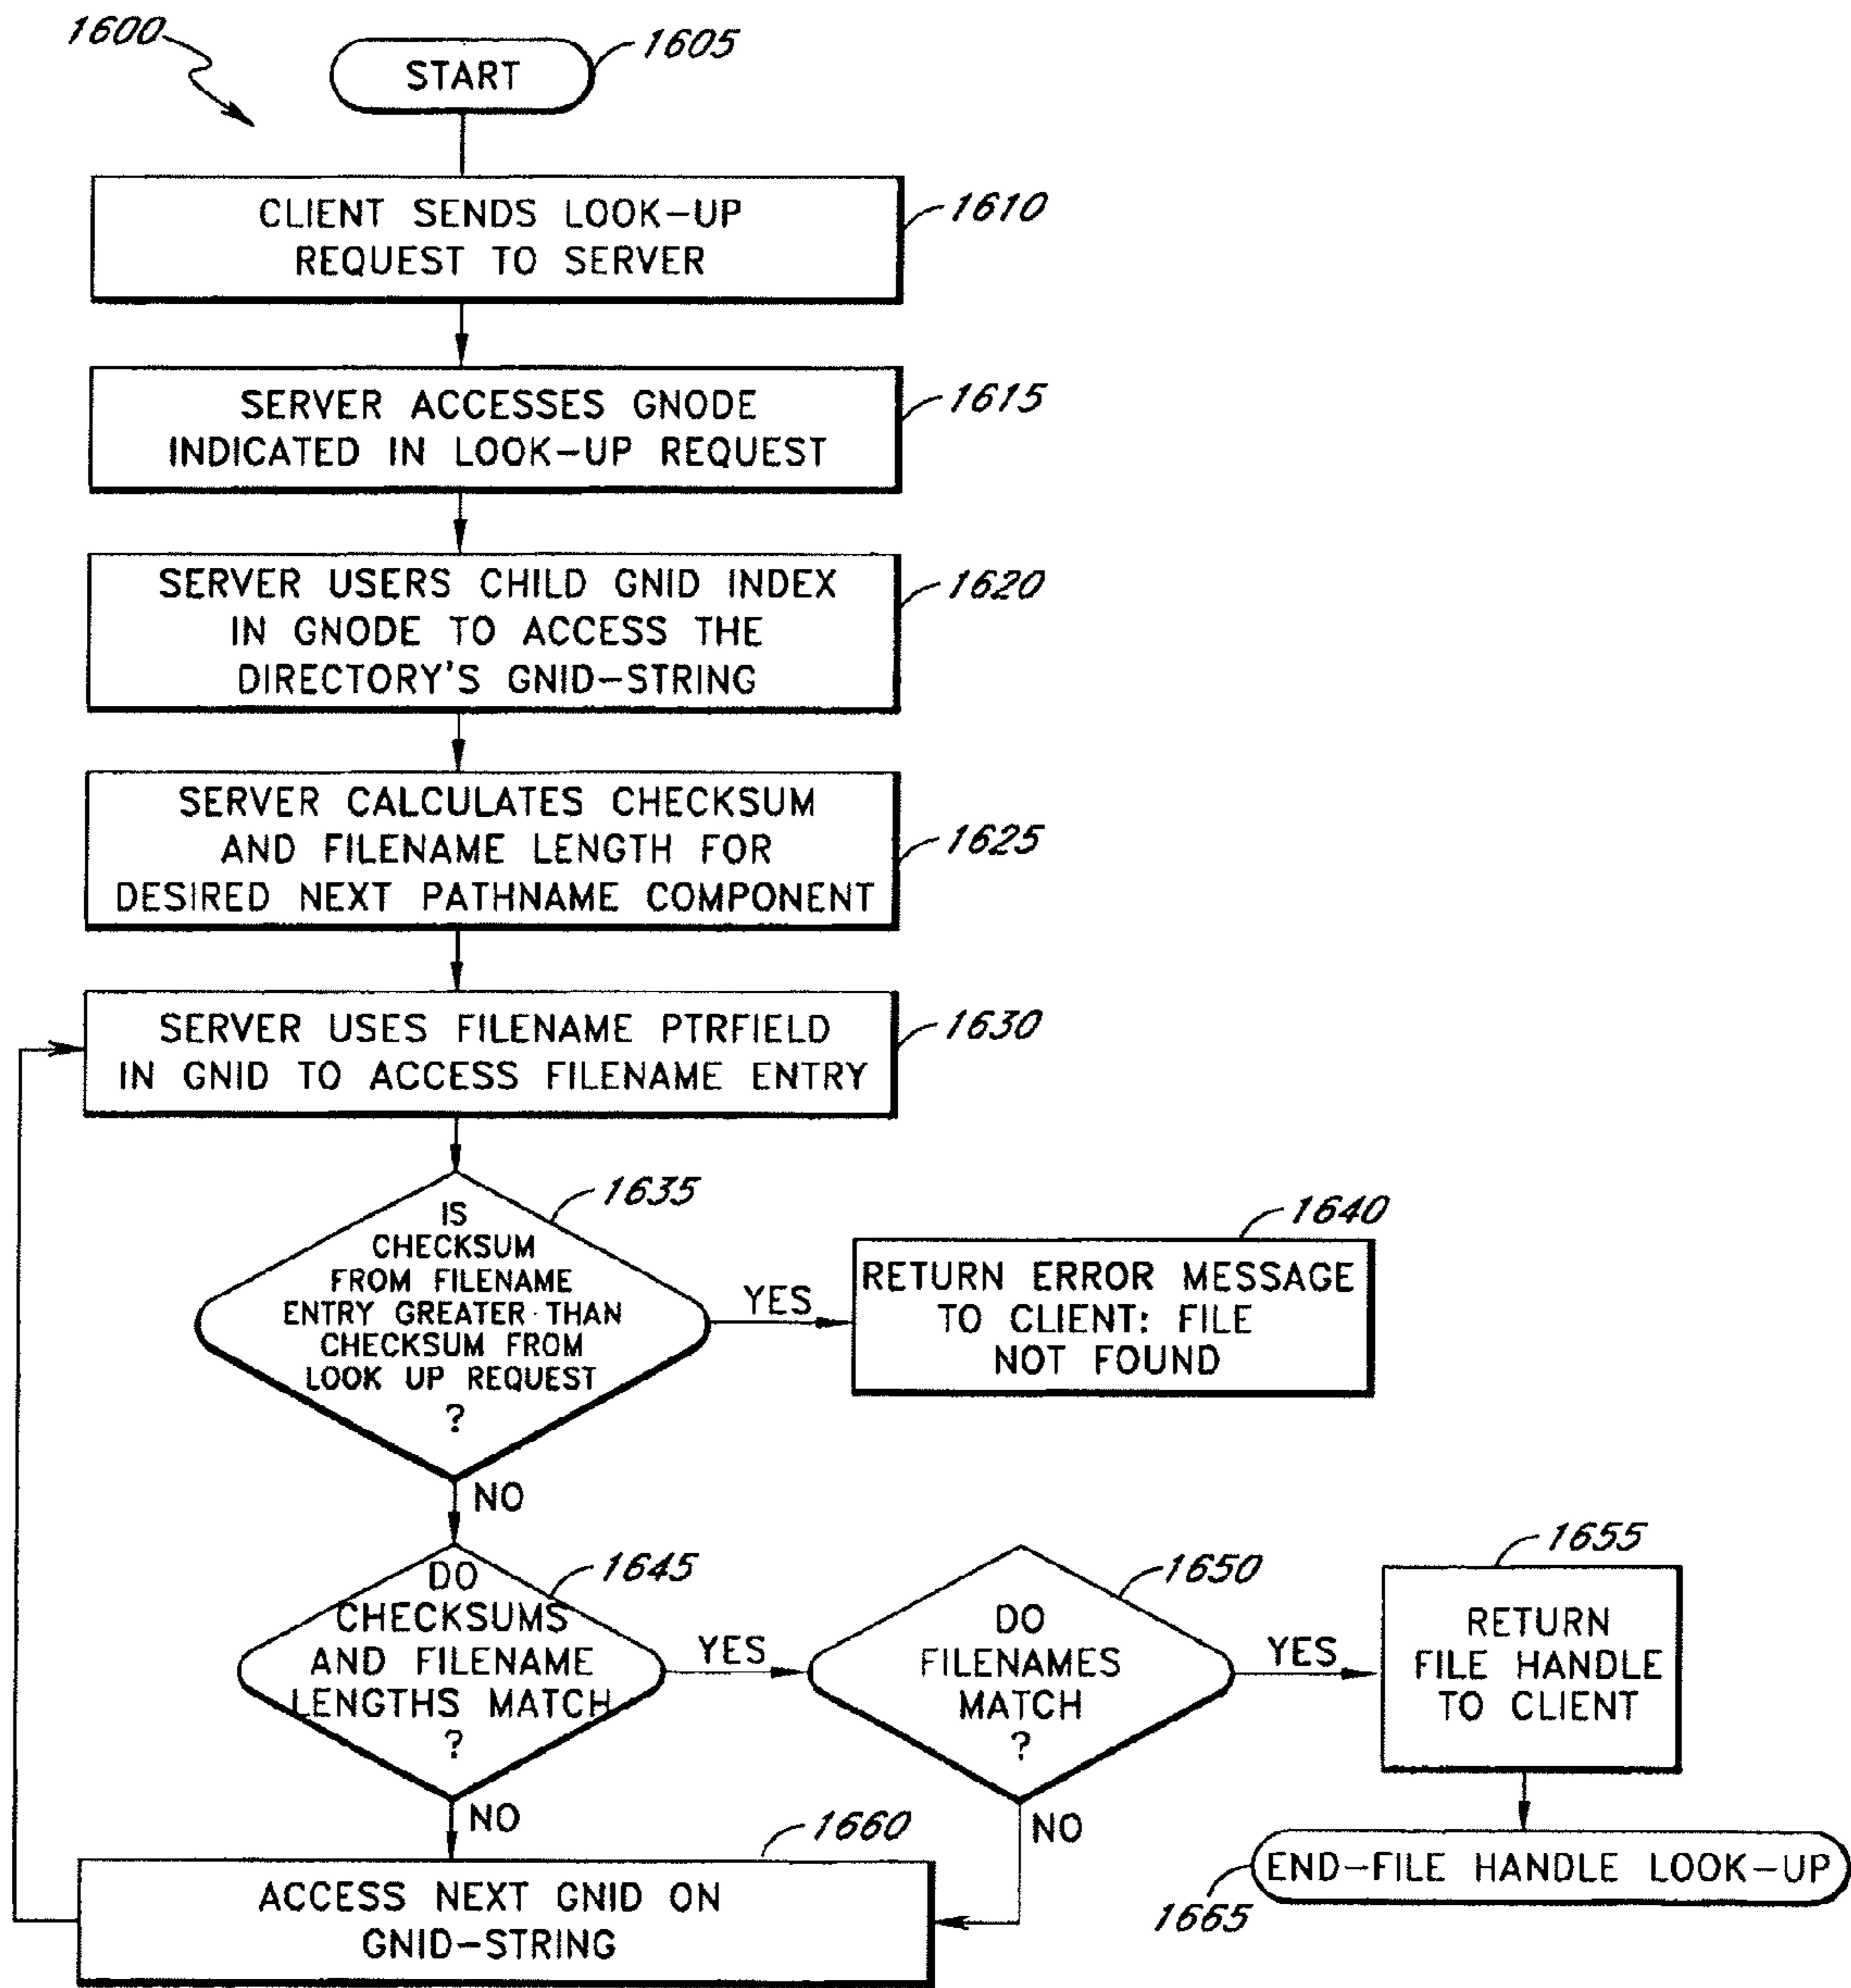 1600
START
1605
CLIENT SENDS LOOK-UP
REQUEST TO SERVER
1610
SERVER ACCESSES GNODE
INDICATED IN LOOK-UP REQUEST
1615
SERVER USERS CHILD GNID INDEX
IN GNODE TO ACCESS THE
DIRECTORY'S GNID-STRING
1620
SERVER CALCULATES CHECKSUM
AND FILENAME LENGTH FOR
DESIRED NEXT PATHNAME COMPONENT
1625
SERVER USES FILENAME PTRFIELD
IN GNID TO ACCESS FILENAME ENTRY
1630
IS
CHECKSUM
FROM FILENAME
ENTRY GREATER THAN
CHECKSUM FROM
LOOK UP REQUEST
?
1635
YES
RETURN ERROR MESSAGE
TO CLIENT: FILE
NOT FOUND
1640
NO
DO
CHECKSUMS
AND FILENAME
LENGTHS MATCH
?
1645
YES
DO
FILENAMES
MATCH
?
1650
YES
RETURN
FILE HANDLE
TO CLIENT
1655
NO
NO
ACCESS NEXT GNID ON
GNID-STRING
1660
END-FILE HANDLE LOOK-UP
1665